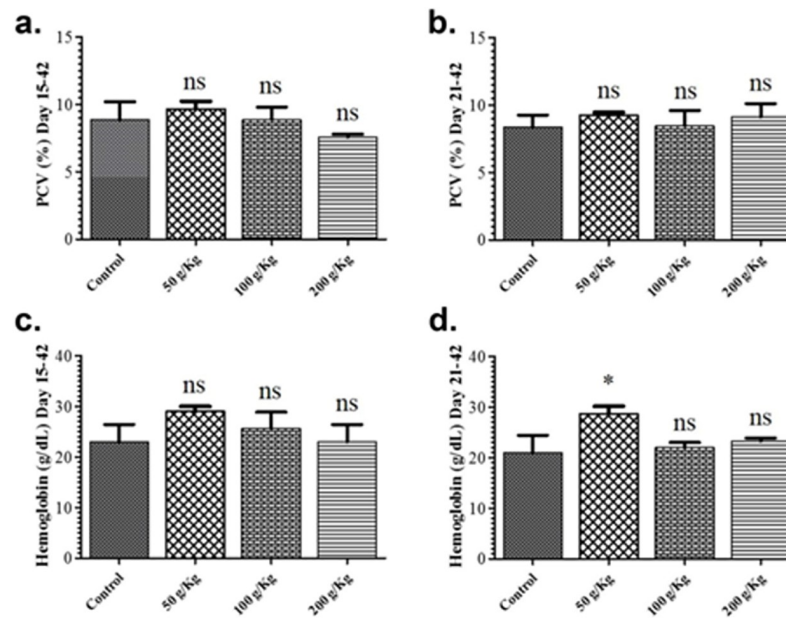 a.
PCV (%) Day 15-42
15
10
5
0
ns
ns
ns
Control
50 g/Kg
100 g/Kg
200 g/Kg
b.
PCV (%) Day 21-42
15
10
5
0
ns
ns
ns
Control
50 g/Kg
100 g/Kg
200 g/Kg
c.
Hemoglobin (g/dL) Day 15-42
40
30
20
10
0
ns
ns
ns
Control
50 g/Kg
100 g/Kg
200 g/Kg
d.
Hemoglobin (g/dL) Day 21-42
40
30
20
10
0
*
ns
ns
Control
50 g/Kg
100 g/Kg
200 g/Kg